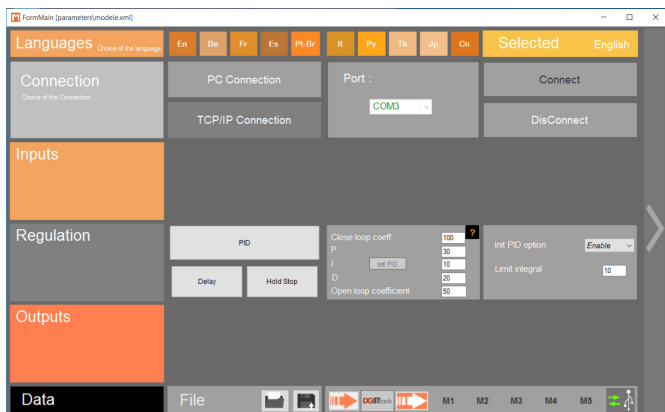 FormMain [parameters\modele.xml]
Languages Choice of the language
En De Fr Es Pt-Br It Py Tk Jp Cn
Selected English
Connection
Choice of the Connection
PC Connection
TCP/IP Connection
Port :
COM3
Connect
DisConnect
Inputs
Regulation
PID
Delay
Hold Stop
Close loop coeff 100 ?
P 30
I Init PID 10
D 20
Open loop coefficient 50
Init PID option Enable
Limit integral 10
Outputs
Data
File
M1 M2 M3 M4 M5